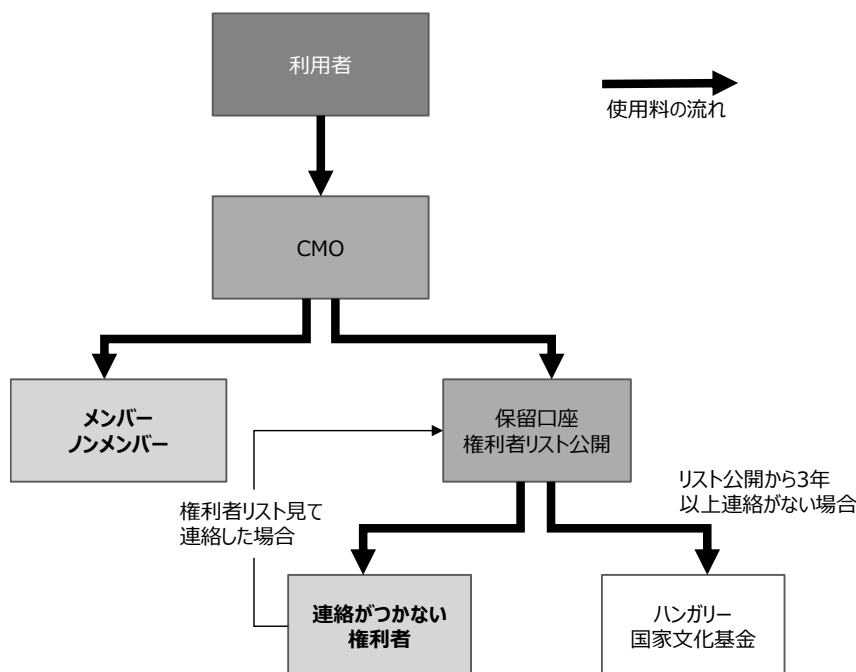 利用者
使用料の流れ
CMO
メンバー
ノンメンバー
保留口座
権利者リスト公開
権利者リスト見て
連絡した場合
リスト公開から3年
以上連絡がない場合
連絡がつかない
権利者
ハンガリー
国家文化基金